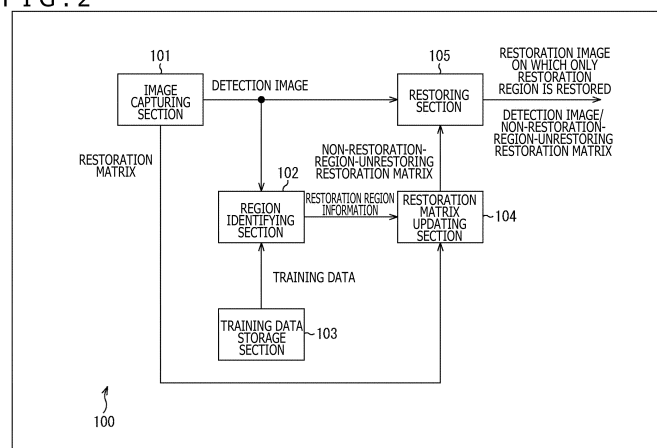 FIG.2
101
IMAGE
CAPTURING
SECTION
DETECTION IMAGE
105
RESTORING
SECTION
RESTORATION IMAGE
ON WHICH ONLY
RESTORATION
REGION IS RESTORED
DETECTION IMAGE/
NON-RESTORATION-
REGION-UNRESTORING
RESTORATION MATRIX
RESTORATION
MATRIX
NON-RESTORATION-
REGION-UNRESTORING
RESTORATION MATRIX
102
REGION
IDENTIFYING
SECTION
RESTORATION REGION
INFORMATION
RESTORATION
MATRIX
UPDATING
SECTION
104
TRAINING DATA
TRAINING DATA
STORAGE
SECTION
103
100